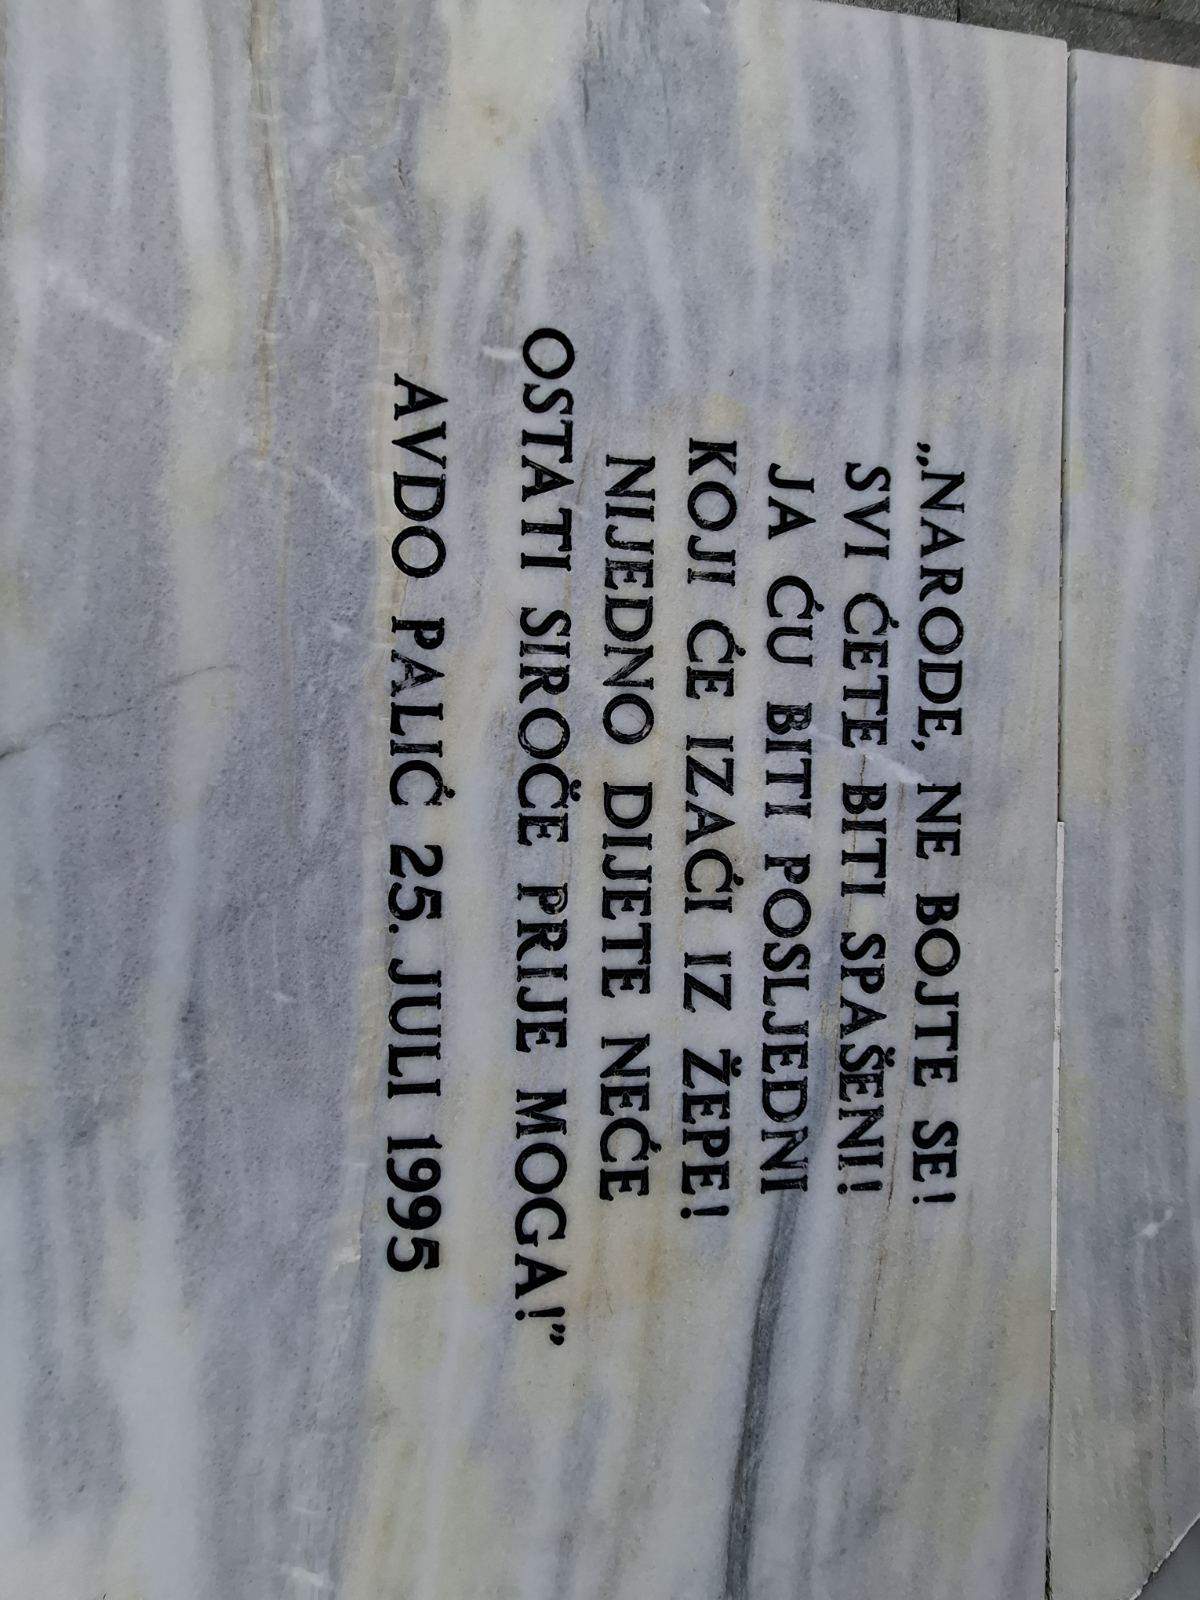 „NARODE, NE BOJTE SE!
SVI ĆETE BITI SPAŠENI!
JA ĆU BITI POSLJEDNI
KOJI ĆE IZAĆI IZ ŽEPE!
NIJEDNO DIJETE NEĆE
OSTATI SIROČE PRIJE MOGA!”
AVDO PALIĆ 25. JULI 1995